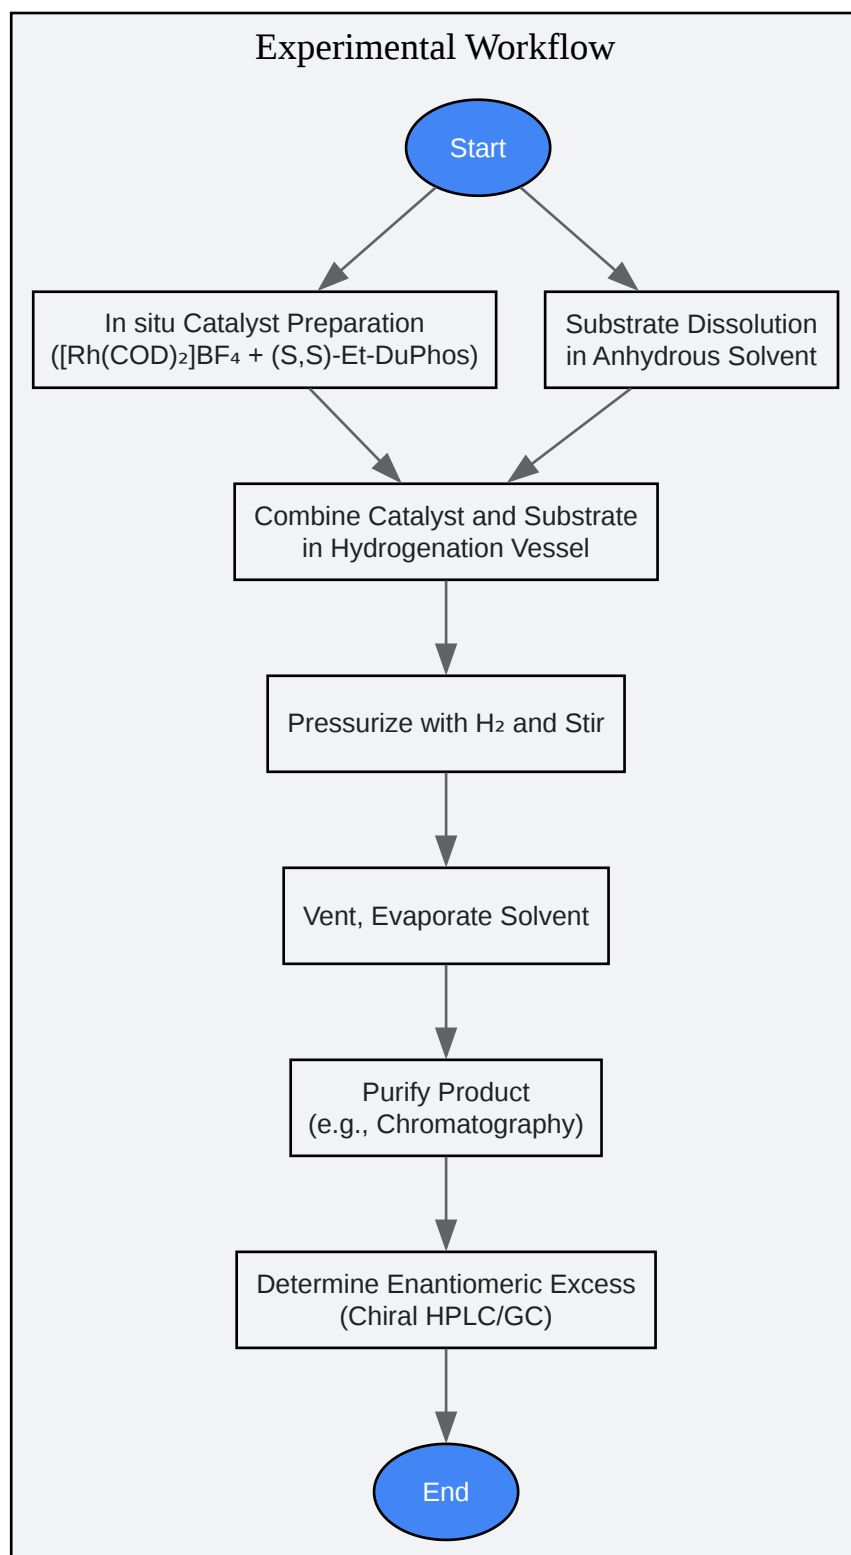 Experimental Workflow
Start
In situ Catalyst Preparation
([Rh(COD)₂]BF₄ + (S,S)-Et-DuPhos)
Substrate Dissolution
in Anhydrous Solvent
Combine Catalyst and Substrate
in Hydrogenation Vessel
Pressurize with H₂ and Stir
Vent, Evaporate Solvent
Purify Product
(e.g., Chromatography)
Determine Enantiomeric Excess
(Chiral HPLC/GC)
End